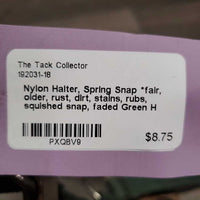 The Tack Collector
192031-18
Nylon Halter, Spring Snap *fair,
older, rust, dirt, stains, rubs,
squished snap, faded Green H
$8.75
PXQBV9